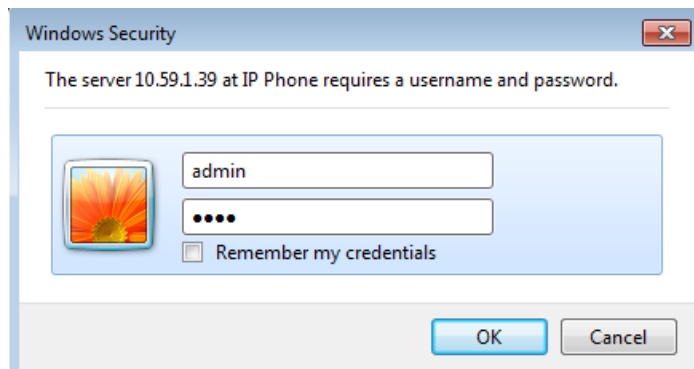 Windows Security
The server 10.59.1.39 at IP Phone requires a username and password.
admin
••••
Remember my credentials
OK
Cancel